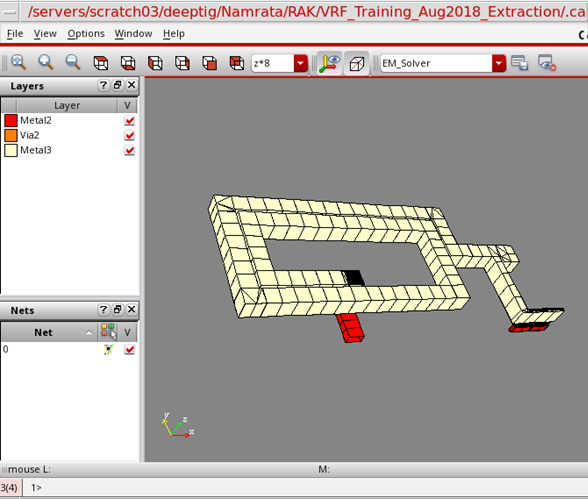 /servers/scratch03/deeptig/Namrata/RAK/VRF_Training_Aug2018_Extraction/.ca
File View Options Window Help
z*8
EM_Solver
Layers
Layer V
Metal2
Via2
Metal3
Nets
Net V
0
y
z
x
mouse L: M:
3(4) 1>